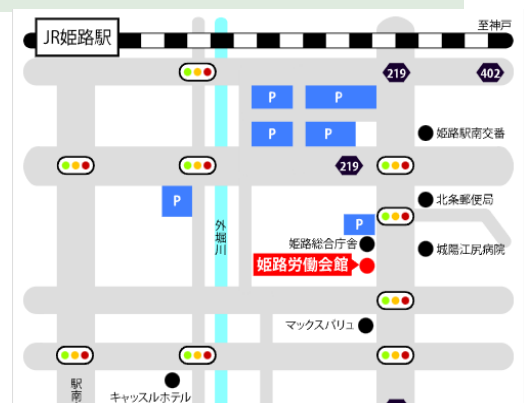 至神戸
JR姫路駅
219
402
P
P
P
P
姫路駅南交番
219
P
北条郵便局
P
外堀川
姫路総合庁舎
城陽江尻病院
姫路労働会館
マックスバリュ
駅南
キャッスルホテル